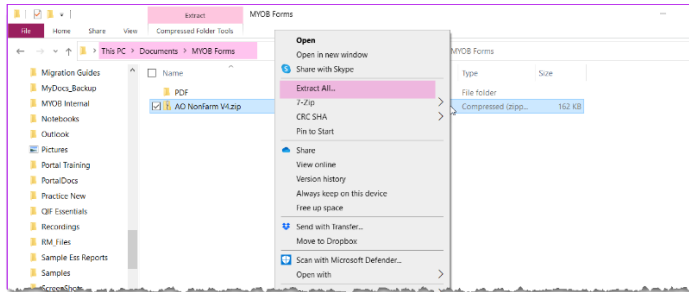 Extract
MYOB Forms
File
Home
Share
View
Compressed Folder Tools
This PC > Documents > MYOB Forms
MYOB Forms
Migration Guides
MyDocs_Backup
MYOB Internal
Notebooks
Outlook
Pictures
Portal Training
PortalDocs
Practice New
QIF Essentials
Recordings
RM_Files
Sample Ess Reports
Samples
ScreenShots
Name
Type
Size
PDF
File folder
AO NonFarm V4.zip
Compressed (zipp...
162 KB
Open
Open in new window
Share with Skype
Extract All...
7-Zip
CRC SHA
Pin to Start
Share
View online
Version history
Always keep on this device
Free up space
Send with Transfer...
Move to Dropbox
Scan with Microsoft Defender...
Open with